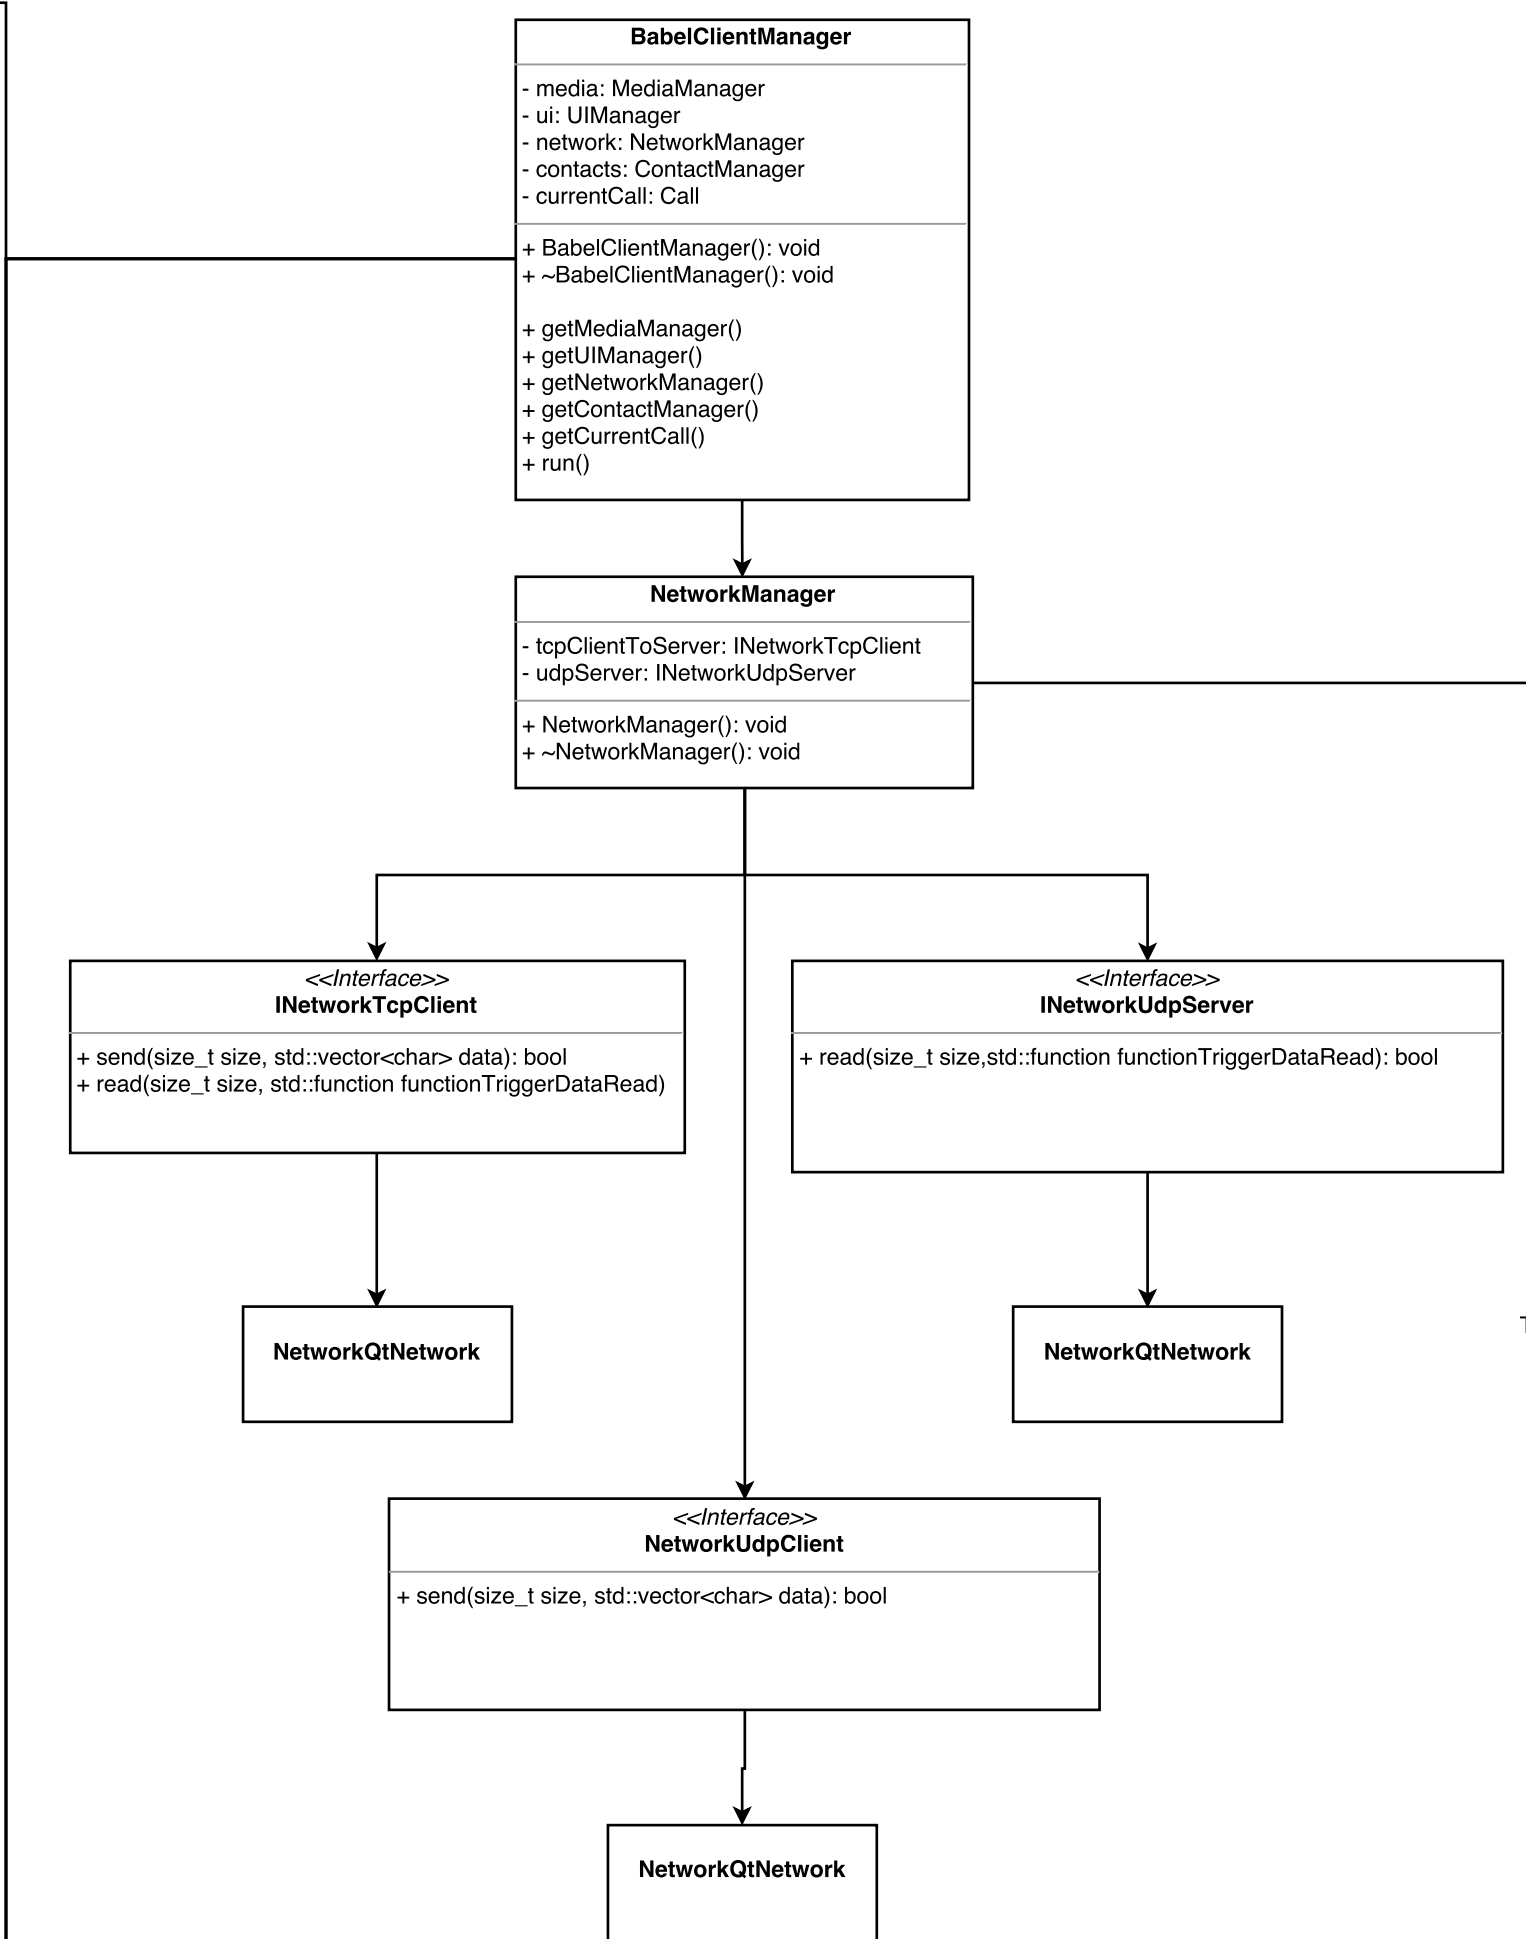 BabelClientManager
- media: MediaManager
- ui: UIManager
- network: NetworkManager
- contacts: ContactManager
- currentCall: Call
+ BabelClientManager(): void
+ ~BabelClientManager(): void
+ getMediaManager()
+ getUIManager()
+ getNetworkManager()
+ getContactManager()
+ getCurrentCall()
+ run()
NetworkManager
- tcpClientToServer: INetworkTcpClient
- udpServer: INetworkUdpServer
+ NetworkManager(): void
+ ~NetworkManager(): void
<<Interface>>
INetworkTcpClient
+ send(size_t size, std::vector<char> data): bool
+ read(size_t size, std::function functionTriggerDataRead)
<<Interface>>
INetworkUdpServer
+ read(size_t size,std::function functionTriggerDataRead): bool
NetworkQtNetwork
NetworkQtNetwork
<<Interface>>
NetworkUdpClient
+ send(size_t size, std::vector<char> data): bool
NetworkQtNetwork